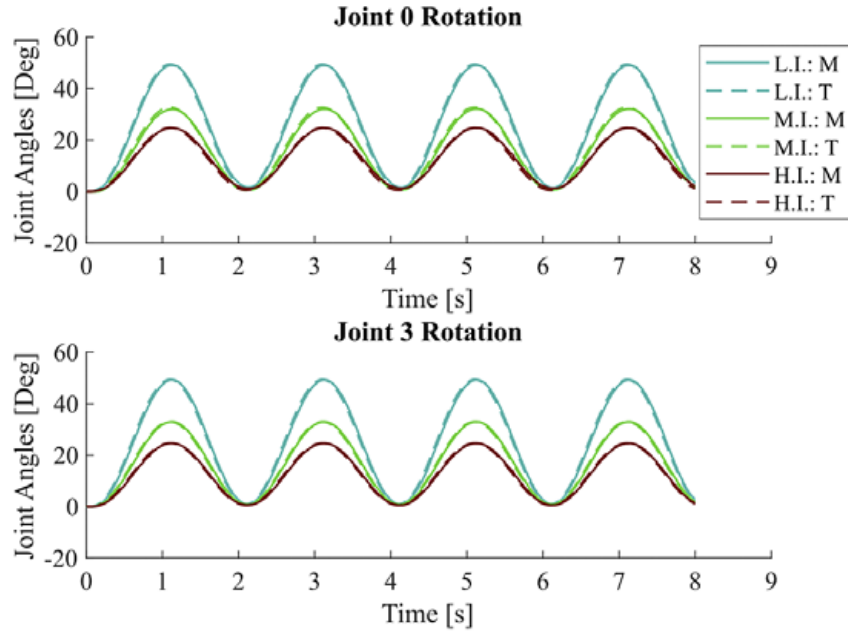 Joint 0 Rotation
Joint Angles [Deg]
60
40
20
0
-20
0 1 2 3 4 5 6 7 8 9
Time [s]
L.I.: M
L.I.: T
M.I.: M
M.I.: T
H.I.: M
H.I.: T
Joint 3 Rotation
Joint Angles [Deg]
60
40
20
0
-20
0 1 2 3 4 5 6 7 8 9
Time [s]